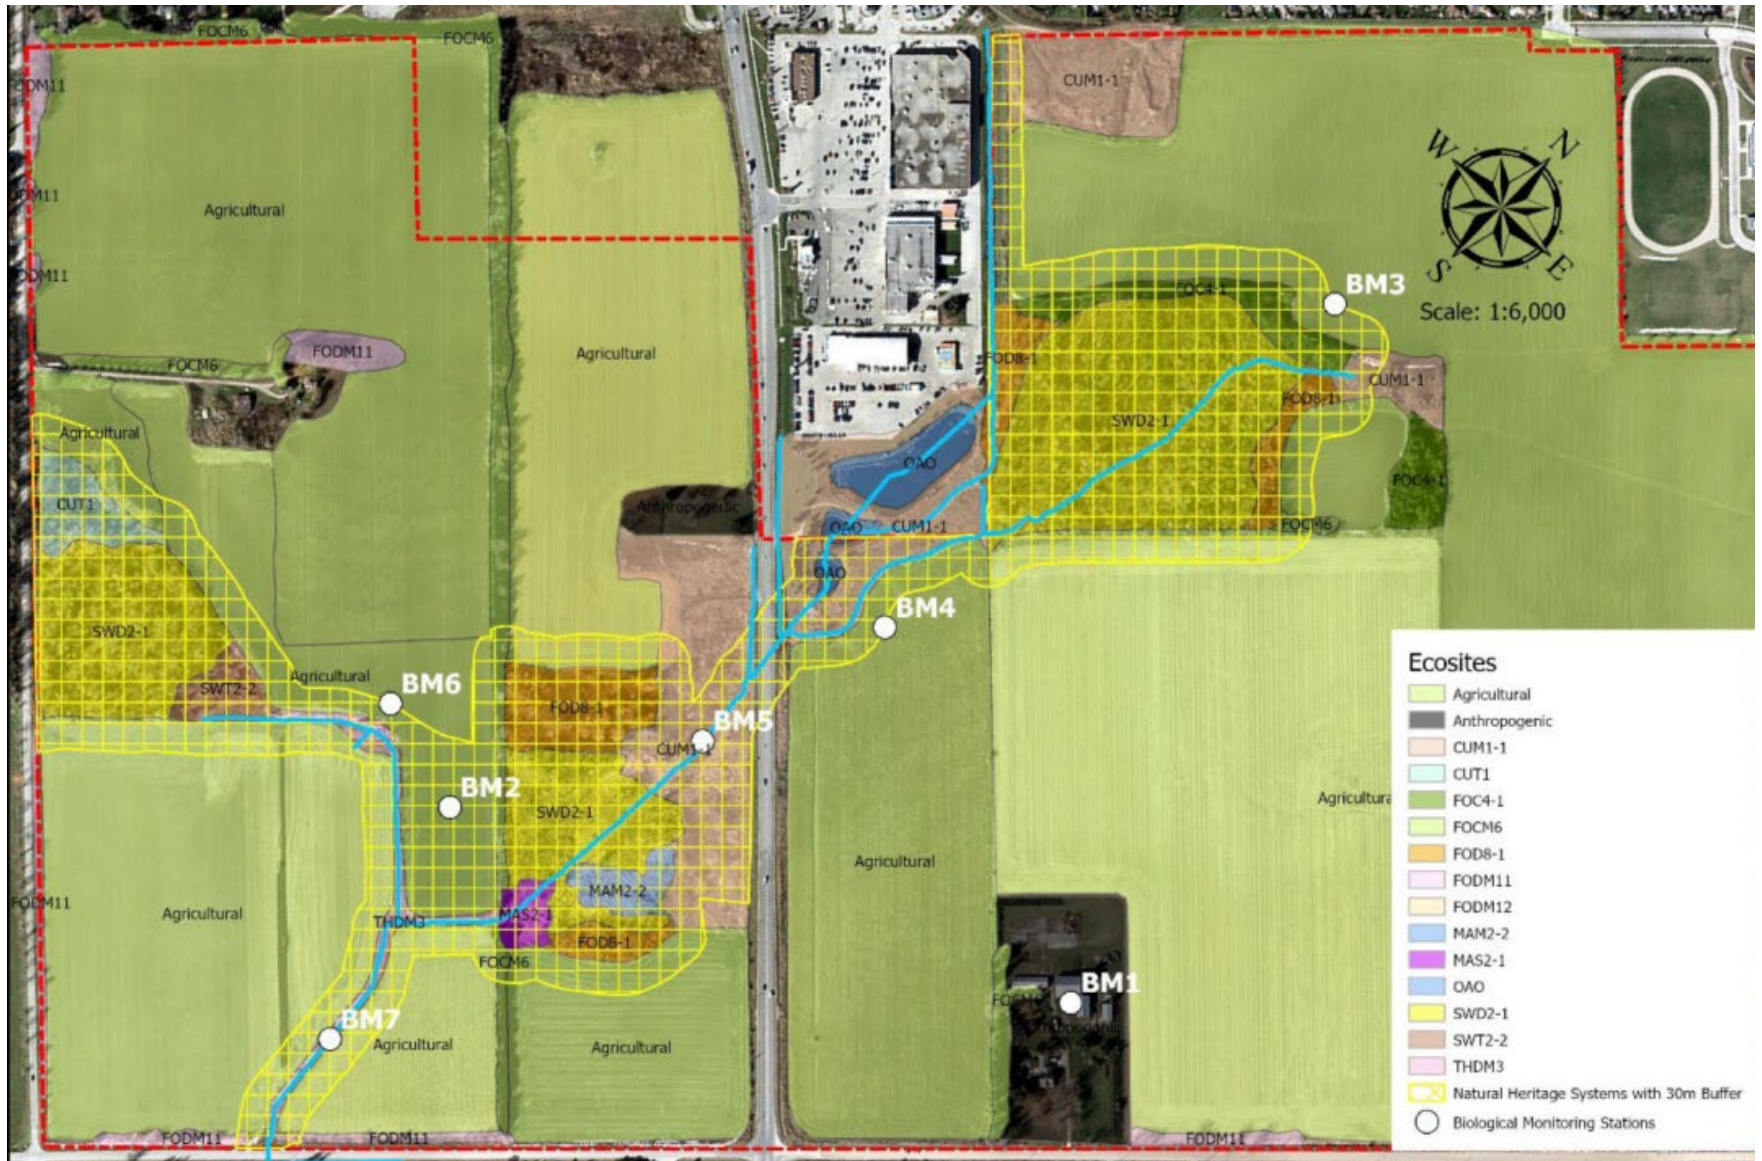 FOCM6
FOCM6
FODM11
CUM1-1
W
N
S
E
Scale: 1:6,000
Agricultural
FOCM6
FODM11
Agricultural
FOC4-1
BM3
FOD8-1
CUM1-1
FOD8-1
SWD2-1
Agricultural
CUT1
OAO
FOC4-1
Anthropogenic
OAO
CUM1-1
FOCM6
OAO
SWD2-1
BM4
Agricultural
SWT2-2
BM6
FOD8-1
BM5
CUM1-1
BM2
SWD2-1
Agricultural
MAM2-2
Agricultural
FODM11
Agricultural
THDM3
MAS2-1
FOD8-1
FOCM6
BM1
BM7
Agricultural
Agricultural
FODM11
FODM11
FODM11
Ecosites
Agricultural
Anthropogenic
CUM1-1
CUT1
FOC4-1
FOCM6
FOD8-1
FODM11
FODM12
MAM2-2
MAS2-1
OAO
SWD2-1
SWT2-2
THDM3
Natural Heritage Systems with 30m Buffer
Biological Monitoring Stations